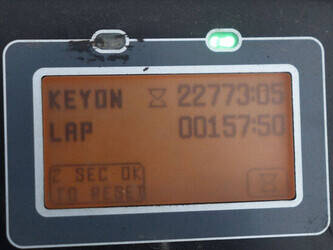 KEYON 22773:05
LAP 00157:50
2 SEC OK
TO RESET